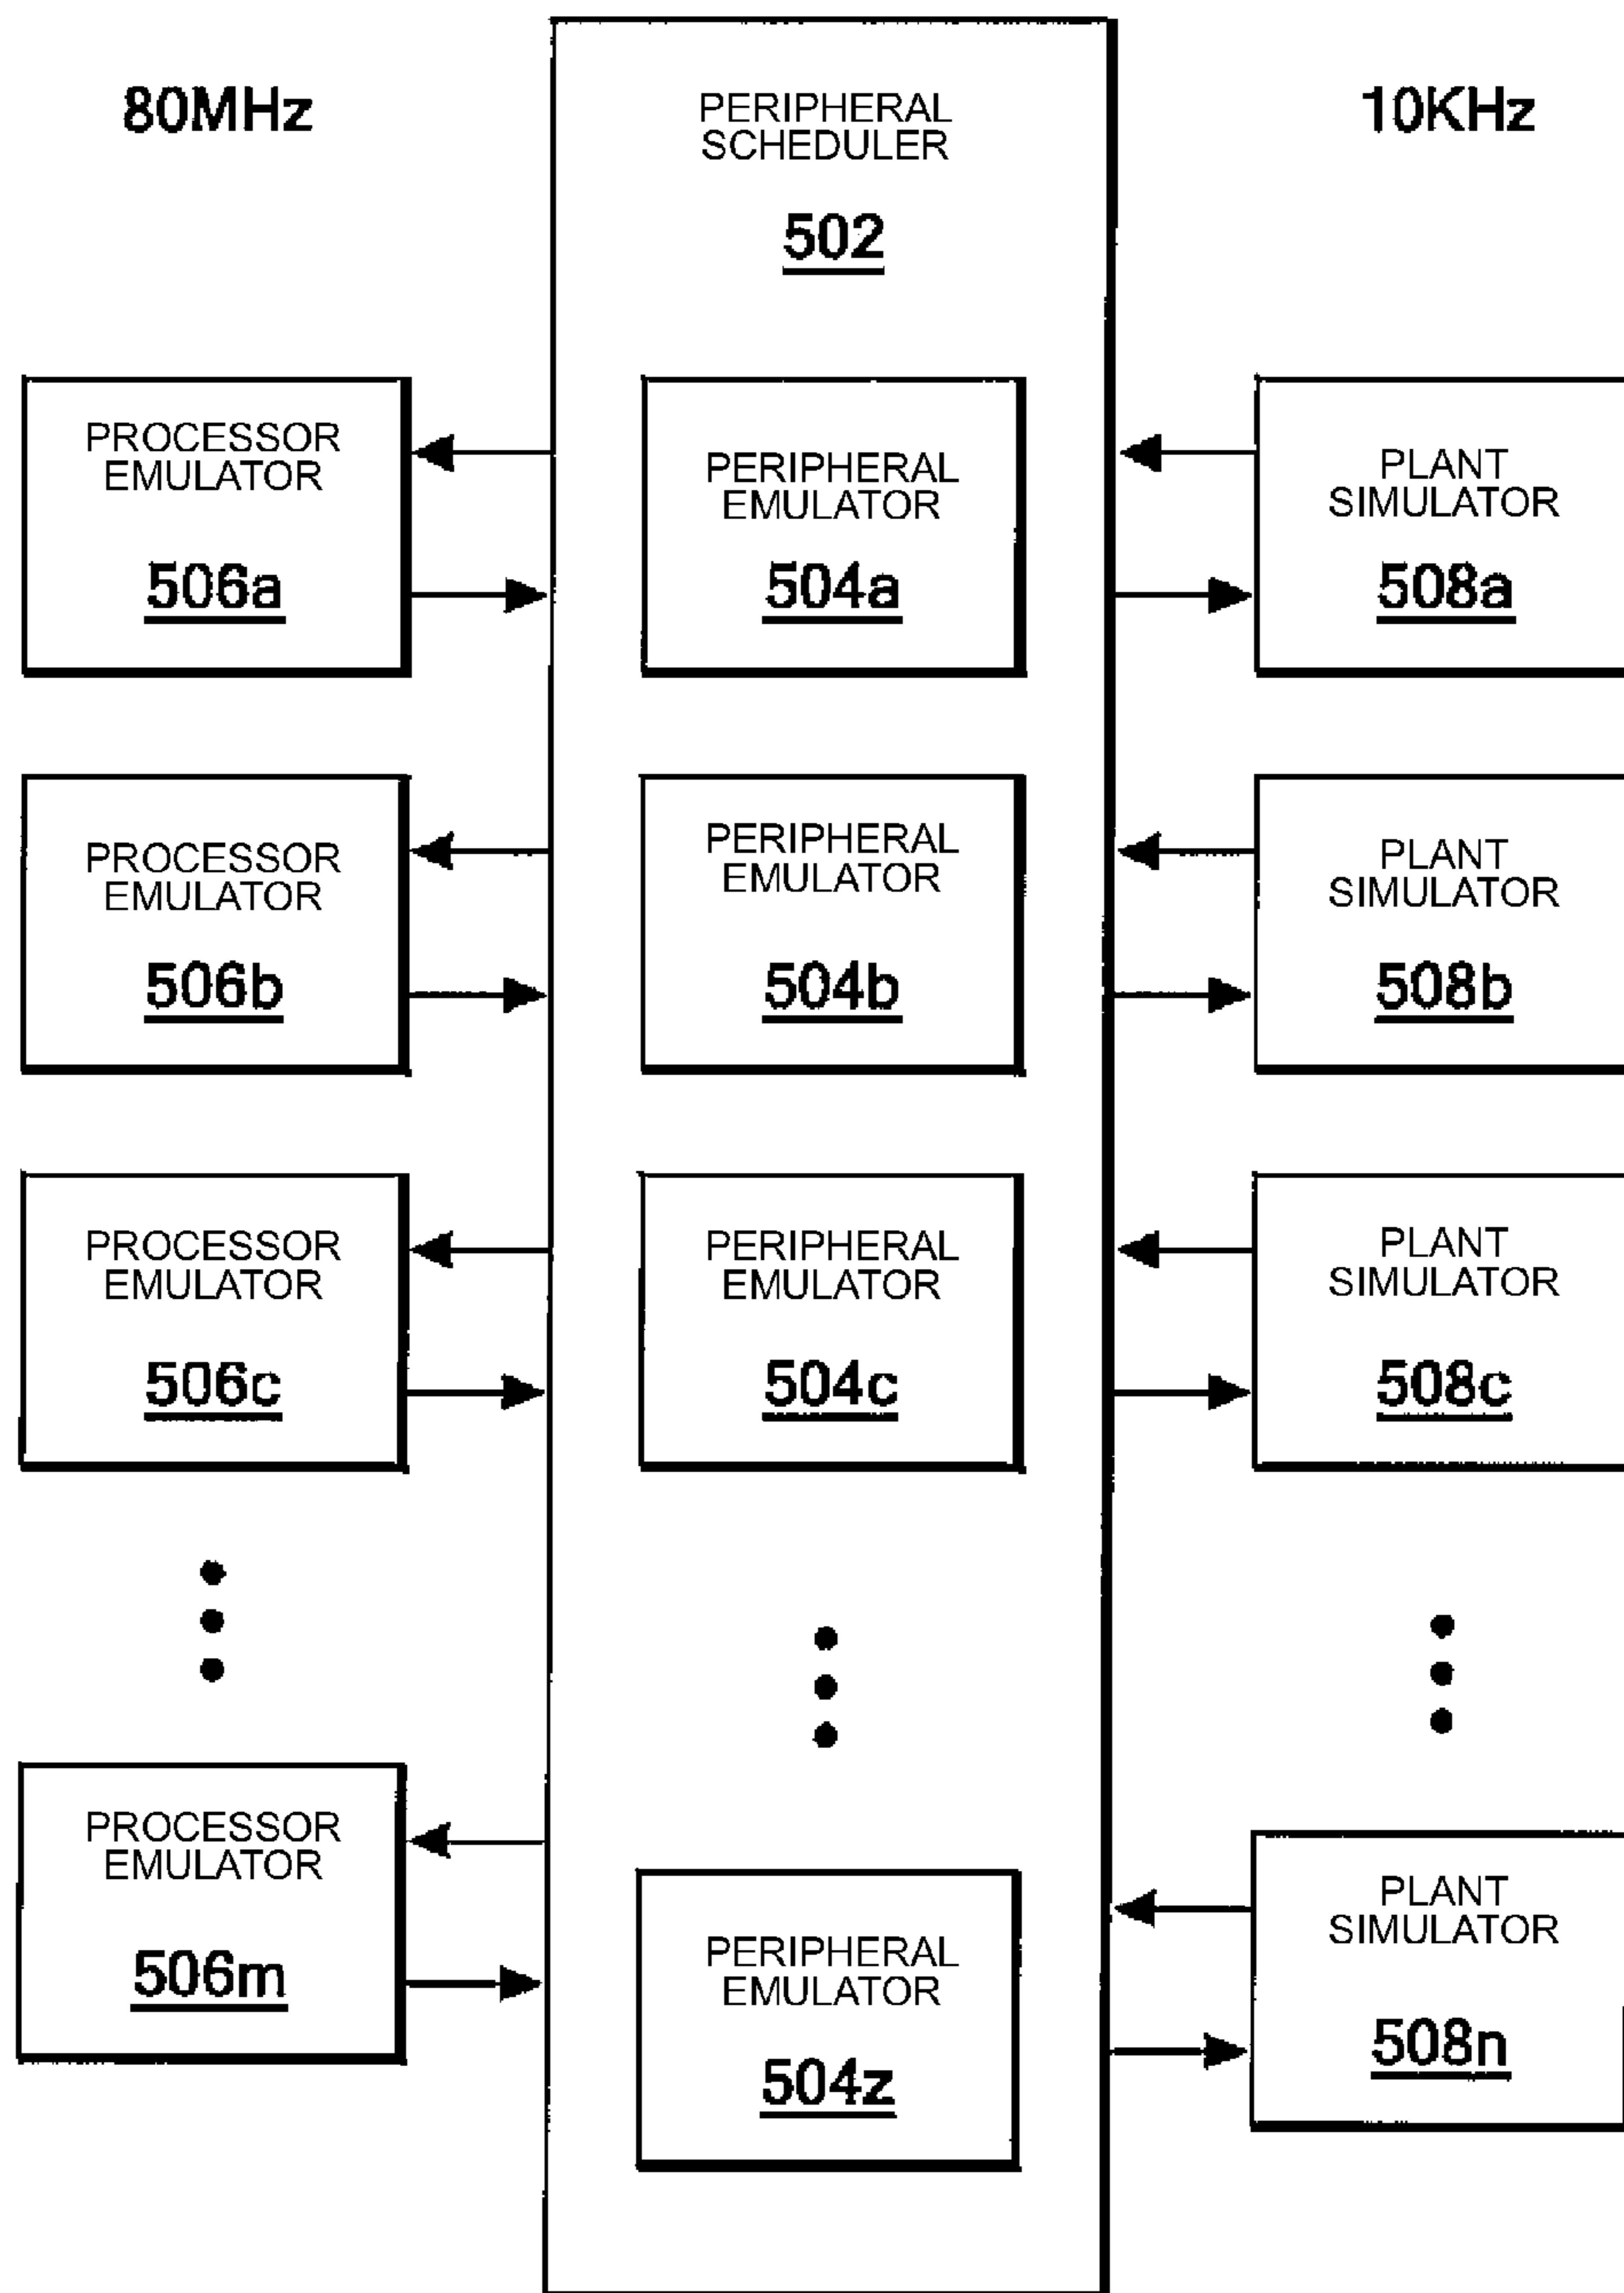 80MHz
PERIPHERAL
SCHEDULER
502
10KHz
PROCESSOR
EMULATOR
506a
PERIPHERAL
EMULATOR
504a
PLANT
SIMULATOR
508a
PROCESSOR
EMULATOR
506b
PERIPHERAL
EMULATOR
504b
PLANT
SIMULATOR
508b
PROCESSOR
EMULATOR
506c
PERIPHERAL
EMULATOR
504c
PLANT
SIMULATOR
508c
PROCESSOR
EMULATOR
506m
PERIPHERAL
EMULATOR
504z
PLANT
SIMULATOR
508n